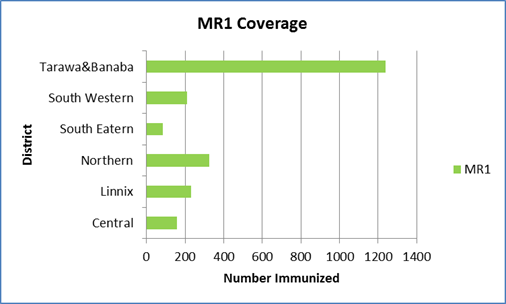 MR1 Coverage
Tarawa&Banaba
South Western
South Eatern
Northern
Linnix
Central
District
0 200 400 600 800 1000 1200 1400
Number Immunized
MR1